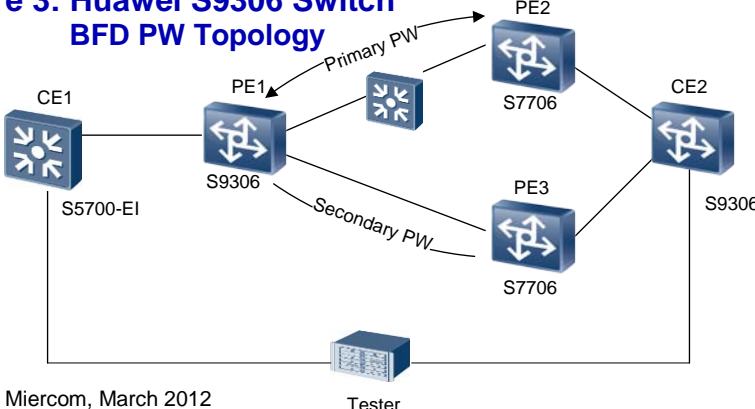 e 3: Huawei S9306 Switch
BFD PW Topology
PE2
Primary PW
CE1
PE1
S7706
CE2
S9306
S5700-EI
PE3
Secondary PW
S9306
S7706
Miercom, March 2012
Tester